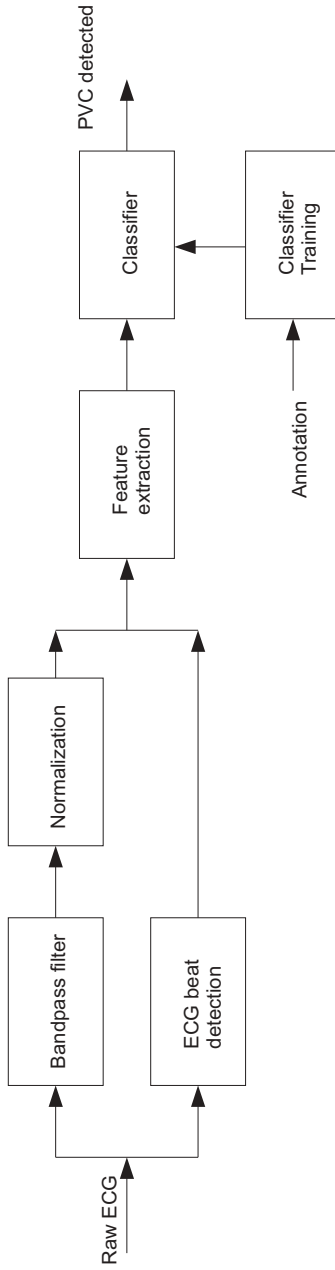 Raw ECG
Bandpass filter
Normalization
ECG beat
detection
Feature
extraction
Classifier
PVC detected
Annotation
Classifier
Training